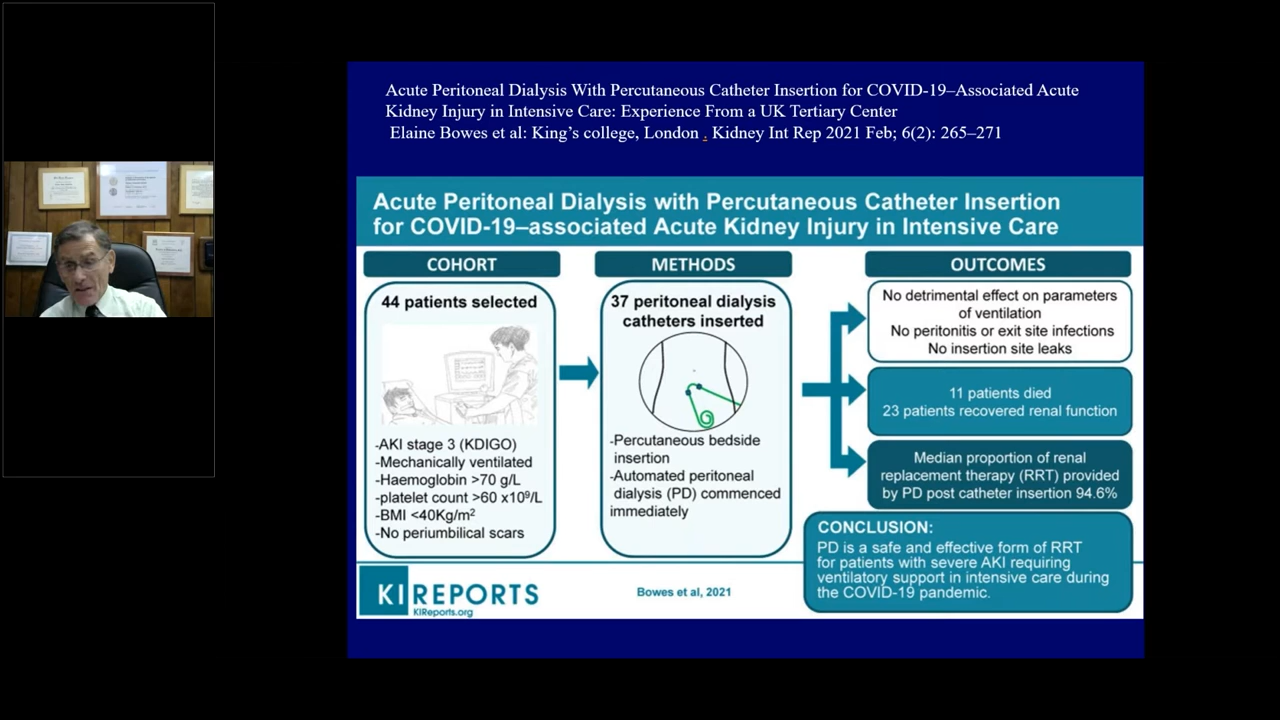 Acute Peritoneal Dialysis With Percutaneous Catheter Insertion for COVID-19–Associated Acute
Kidney Injury in Intensive Care: Experience From a UK Tertiary Center
Elaine Bowes et al: King’s college, London . Kidney Int Rep 2021 Feb; 6(2): 265–271
Acute Peritoneal Dialysis with Percutaneous Catheter Insertion
for COVID-19–associated Acute Kidney Injury in Intensive Care
COHORT
44 patients selected
-AKI stage 3 (KDIGO)
-Mechanically ventilated
-Haemoglobin >70 g/L
-platelet count >60 x10⁹/L
-BMI <40Kg/m²
-No periumbilical scars
METHODS
37 peritoneal dialysis
catheters inserted
-Percutaneous bedside
insertion
-Automated peritoneal
dialysis (PD) commenced
immediately
OUTCOMES
No detrimental effect on parameters
of ventilation
No peritonitis or exit site infections
No insertion site leaks
11 patients died
23 patients recovered renal function
Median proportion of renal
replacement therapy (RRT) provided
by PD post catheter insertion 94.6%
CONCLUSION:
PD is a safe and effective form of RRT
for patients with severe AKI requiring
ventilatory support in intensive care during
the COVID-19 pandemic.
KI REPORTS
KIReports.org
Bowes et al, 2021